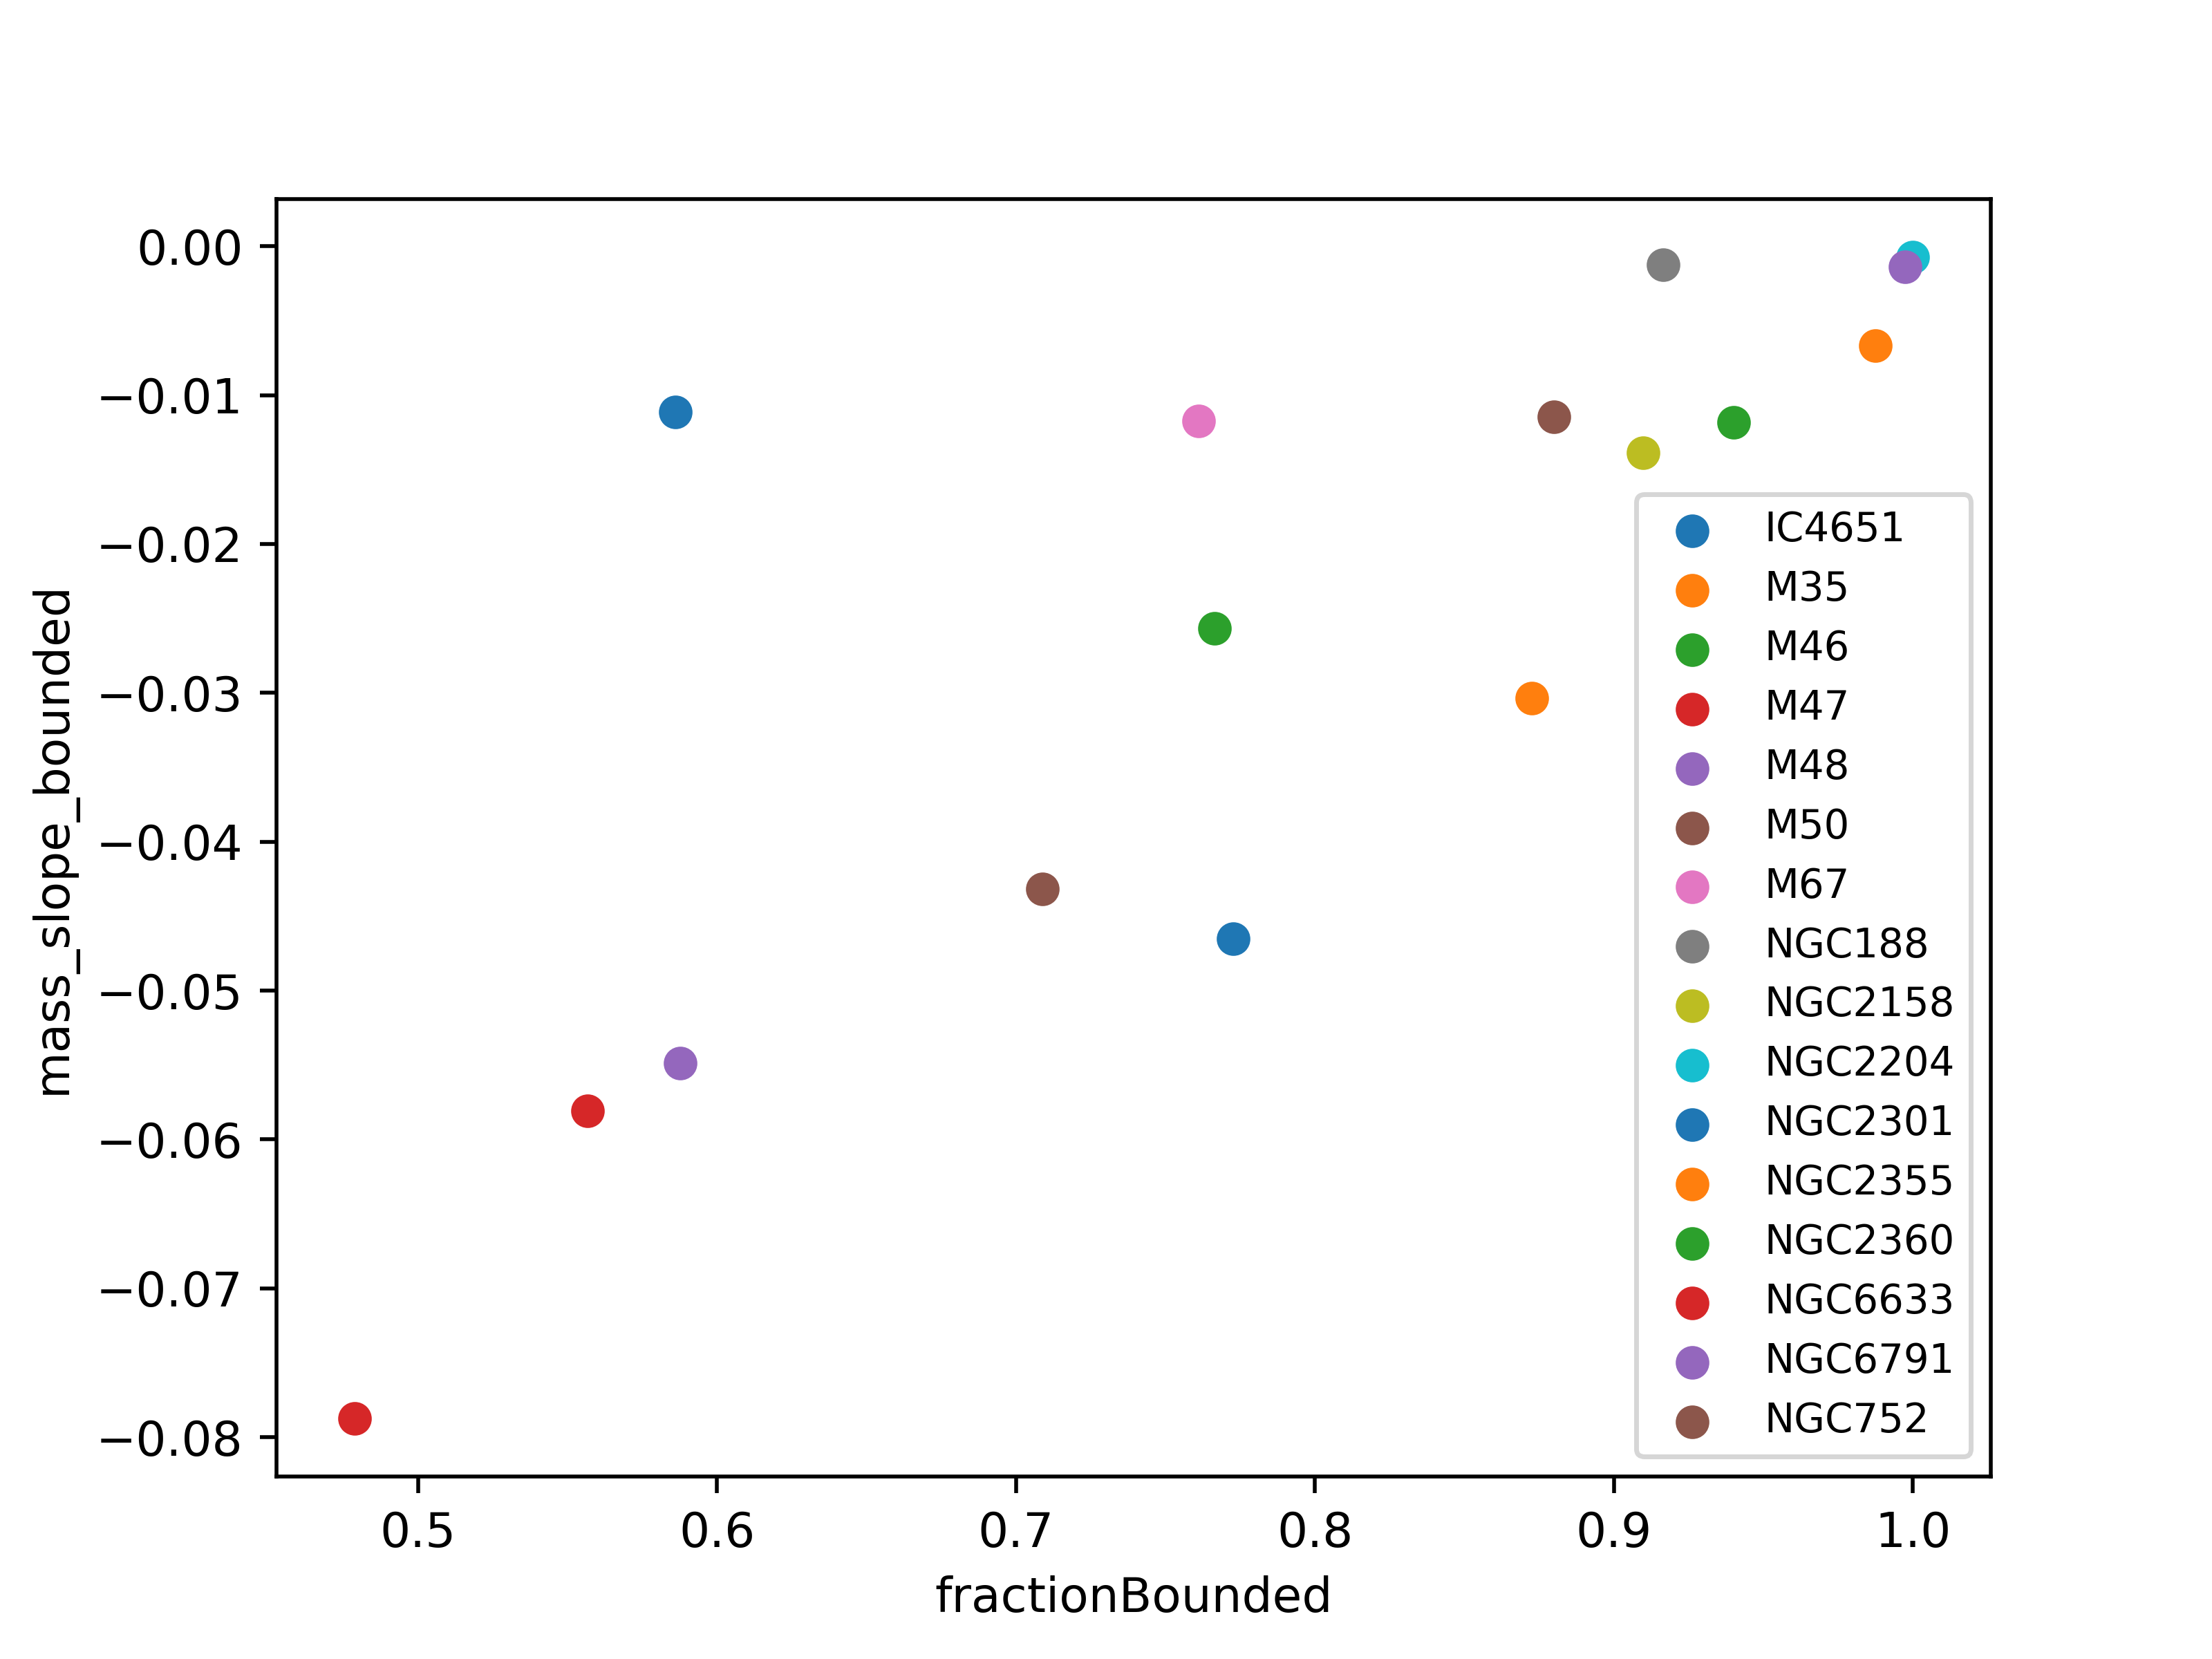 0.00
−0.01
−0.02
−0.03
−0.04
−0.05
−0.06
−0.07
−0.08
mass_slope_bounded
IC4651
M35
M46
M47
M48
M50
M67
NGC188
NGC2158
NGC2204
NGC2301
NGC2355
NGC2360
NGC6633
NGC6791
NGC752
0.5 0.6 0.7 0.8 0.9 1.0
fractionBounded